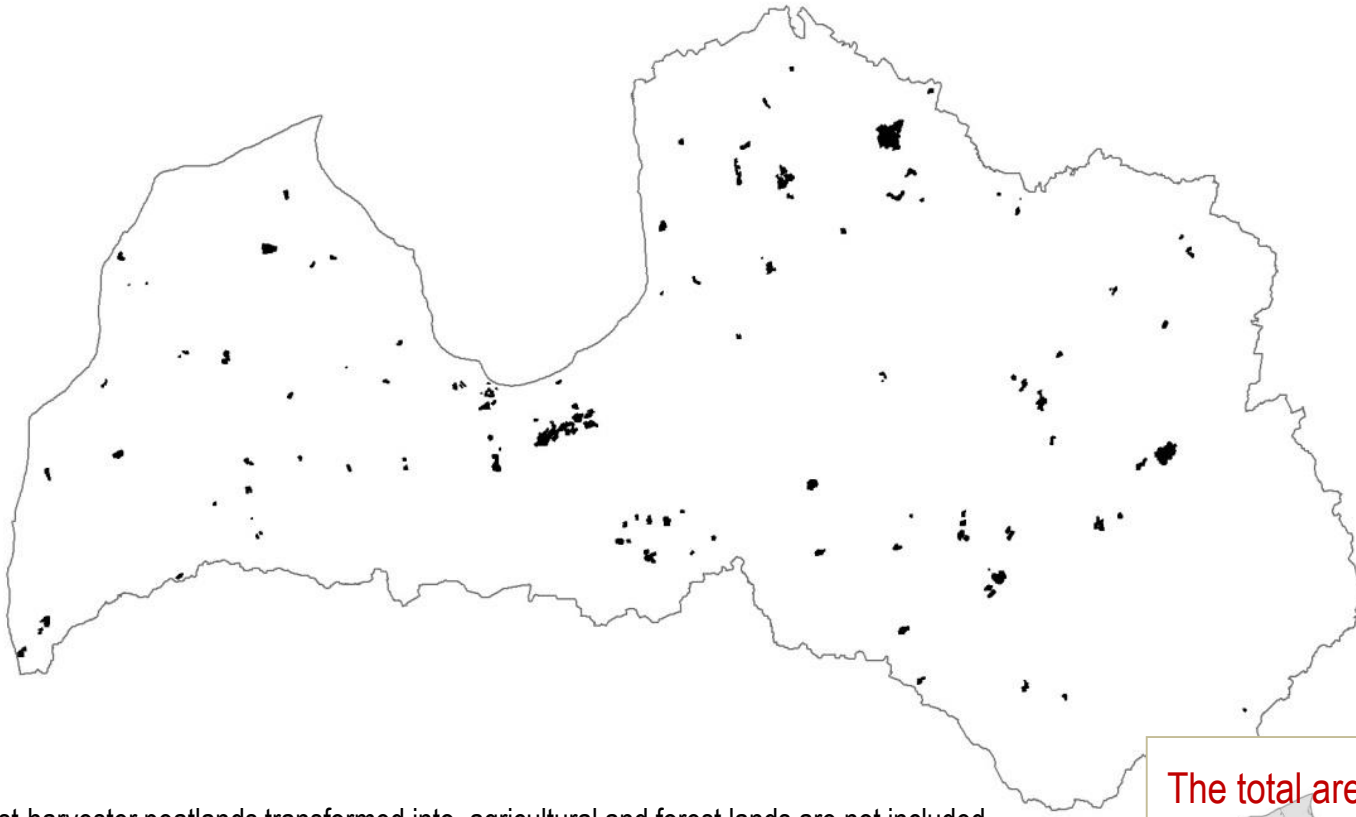 The total
harvester peatlands transformed into agricultural and forest lands are not included